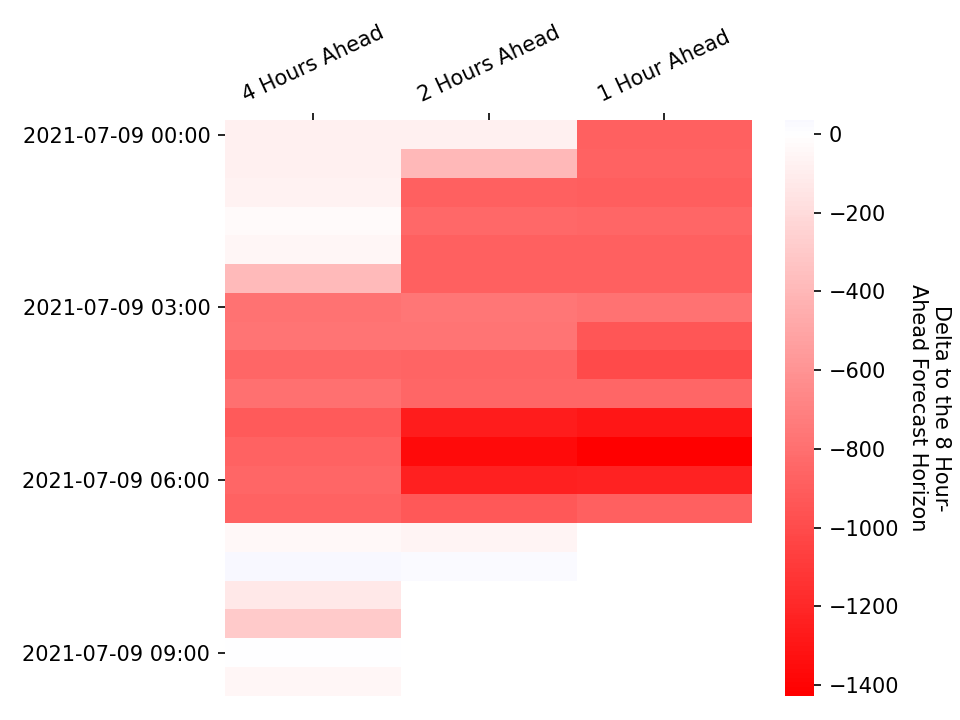 4 Hours Ahead
2 Hours Ahead
1 Hour Ahead
2021-07-09 00:00
2021-07-09 03:00
2021-07-09 06:00
2021-07-09 09:00
0
−200
−400
−600
−800
−1000
−1200
−1400
Delta to the 8 Hour-
Ahead Forecast Horizon